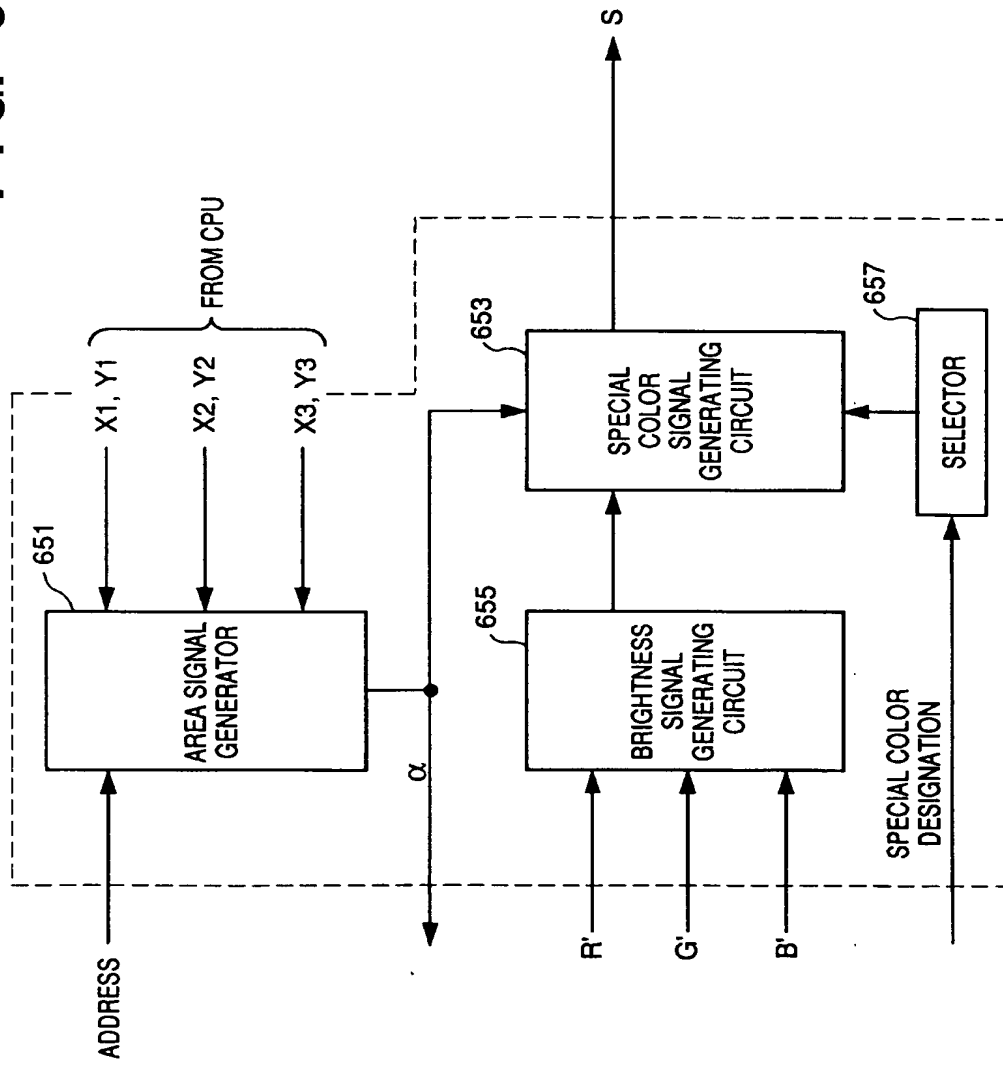 ADDRESS
651
AREA SIGNAL
GENERATOR
X1, Y1
X2, Y2
X3, Y3
FROM CPU
α
R'
G'
B'
655
BRIGHTNESS
SIGNAL
GENERATING
CIRCUIT
653
SPECIAL
COLOR
SIGNAL
GENERATING
CIRCUIT
S
SPECIAL COLOR
DESIGNATION
657
SELECTOR